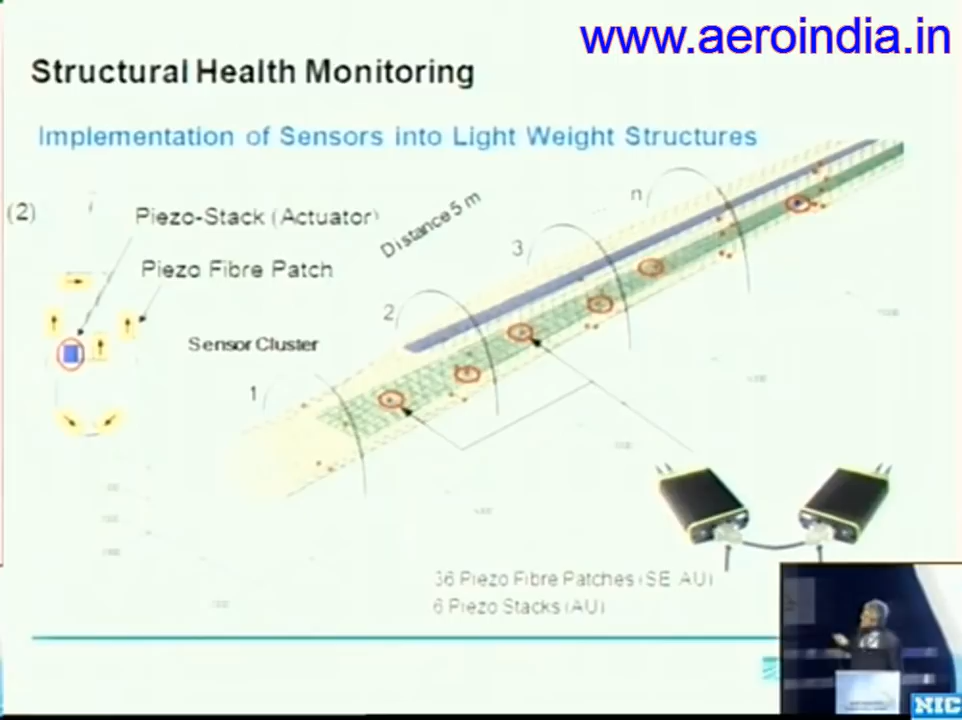 www.aeroindia.in
Structural Health Monitoring
Implementation of Sensors into Light Weight Structures
(2)
Piezo-Stack (Actuator)
Piezo Fibre Patch
Distance 5 m
n
3
2
Sensor Cluster
1
36 Piezo Fibre Patches (SE AU)
6 Piezo Stacks (AU)
NIC